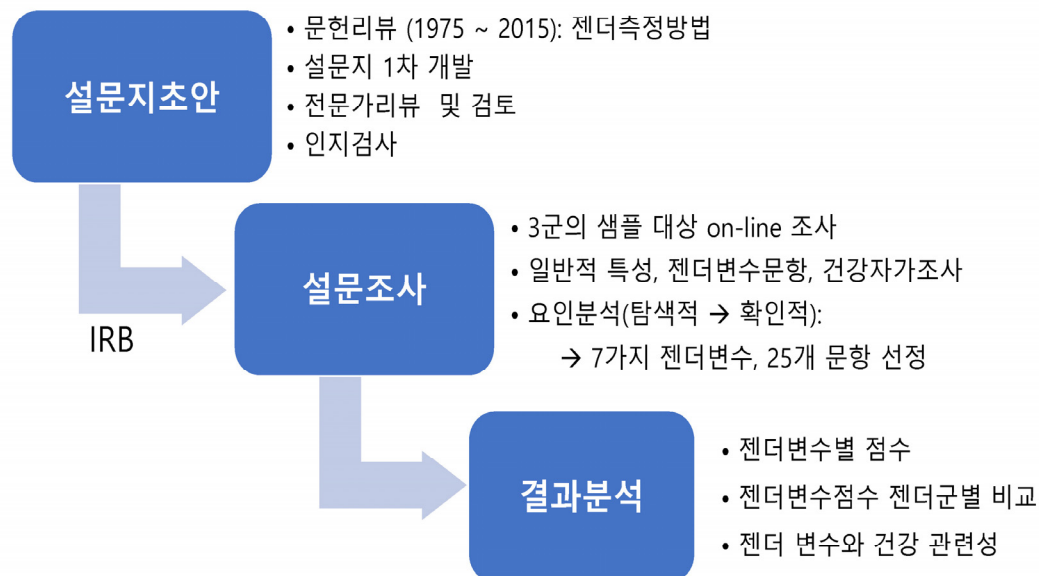 설문지초안
• 문헌리뷰 (1975 ~ 2015): 젠더측정방법
• 설문지 1차 개발
• 전문가리뷰 및 검토
• 인지검사
IRB
설문조사
• 3군의 샘플 대상 on-line 조사
• 일반적 특성, 젠더변수문항, 건강자가조사
• 요인분석(탐색적 → 확인적):
→ 7가지 젠더변수, 25개 문항 선정
결과분석
• 젠더변수별 점수
• 젠더변수점수 젠더군별 비교
• 젠더 변수와 건강 관련성